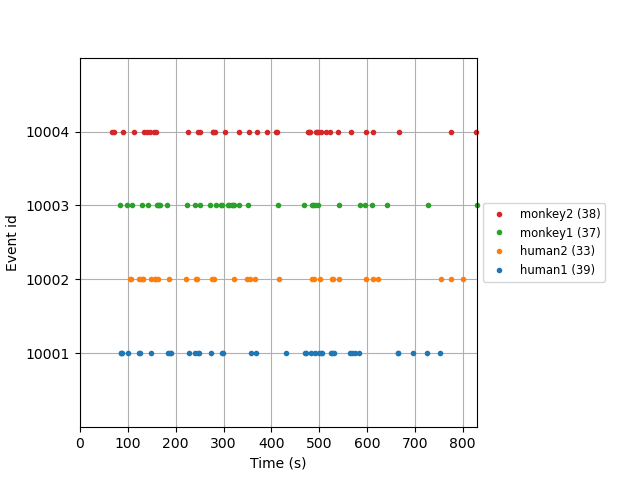 10004
10003
10002
10001
Event id
0 100 200 300 400 500 600 700 800
Time (s)
monkey2 (38)
monkey1 (37)
human2 (33)
human1 (39)